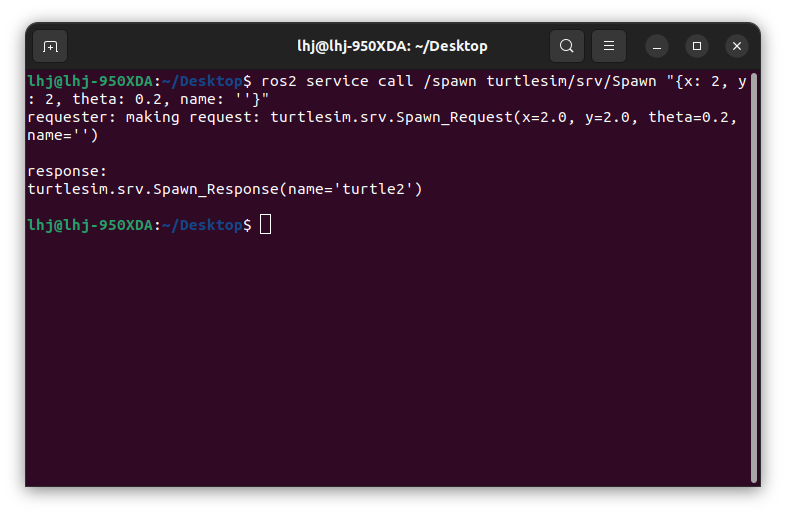 lhj@lhj-950XDA: ~/Desktop
lhj@lhj-950XDA:~/Desktop$ ros2 service call /spawn turtlesim/srv/Spawn "{x: 2, y
: 2, theta: 0.2, name: ''}"
requester: making request: turtlesim.srv.Spawn_Request(x=2.0, y=2.0, theta=0.2,
name='')
response:
turtlesim.srv.Spawn_Response(name='turtle2')
lhj@lhj-950XDA:~/Desktop$